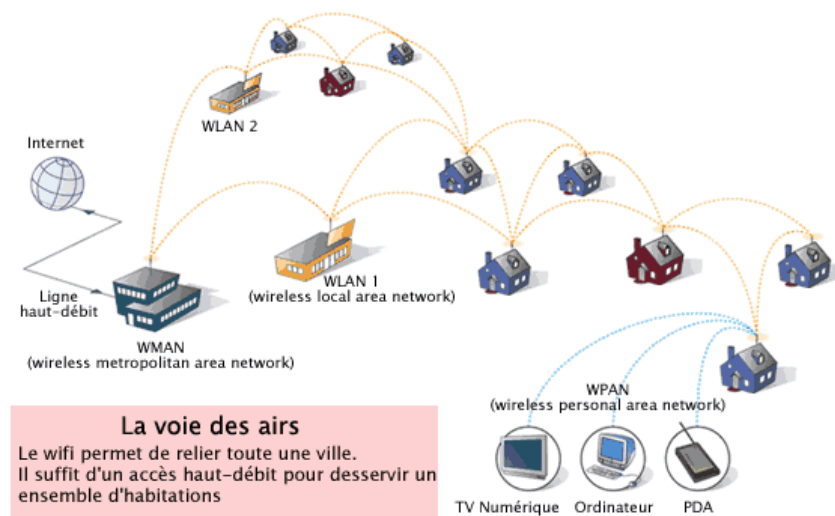 WLAN 2
Internet
Ligne
haut-débit
WLAN 1
(wireless local area network)
WMAN
(wireless metropolitan area network)
WPAN
(wireless personal area network)
La voie des airs
Le wifi permet de relier toute une ville.
Il suffit d'un accès haut-débit pour desservir un
ensemble d'habitations
TV Numérique
Ordinateur
PDA